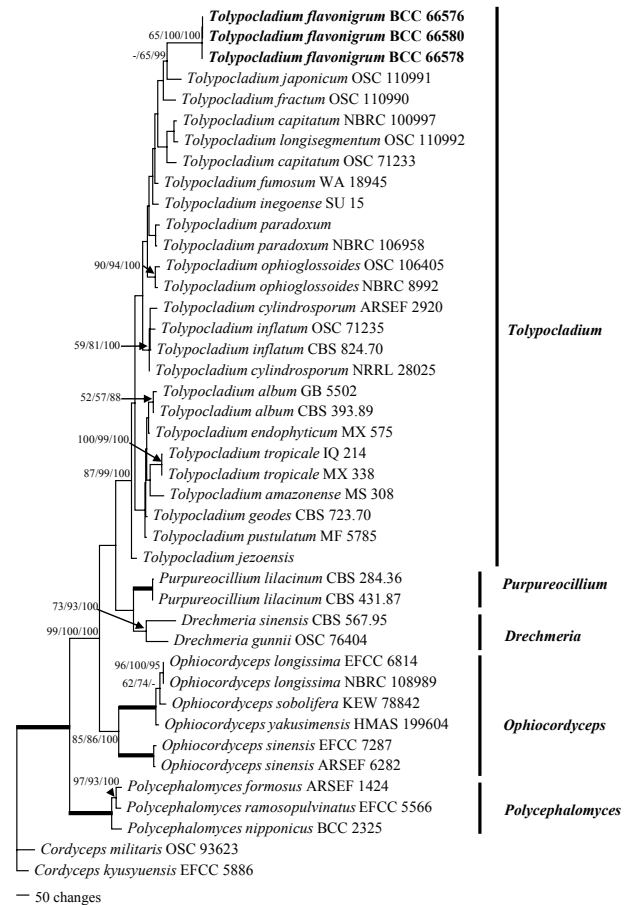 Tolypocladium flavonigrum BCC 66576
65/100/100
Tolypocladium flavonigrum BCC 66580
-/65/99
Tolypocladium flavonigrum BCC 66578
Tolypocladium japonicum OSC 110991
Tolypocladium fractum OSC 110990
Tolypocladium capitatum NBRC 100997
Tolypocladium longisegmentum OSC 110992
Tolypocladium capitatum OSC 71233
Tolypocladium fumosum WA 18945
Tolypocladium inegoense SU 15
Tolypocladium paradoxum
Tolypocladium paradoxum NBRC 106958
90/94/100
Tolypocladium ophioglossoides OSC 106405
Tolypocladium ophioglossoides NBRC 8992
Tolypocladium cylindrosporum ARSEF 2920
Tolypocladium inflatum OSC 71235
Tolypocladium
59/81/100
Tolypocladium inflatum CBS 824.70
Tolypocladium cylindrosporum NRRL 28025
52/57/88
Tolypocladium album GB 5502
Tolypocladium album CBS 393.89
Tolypocladium endophyticum MX 575
100/99/100
Tolypocladium tropicale IQ 214
87/99/100
Tolypocladium tropicale MX 338
Tolypocladium amazonense MS 308
Tolypocladium geodes CBS 723.70
Tolypocladium pustulatum MF 5785
Tolypocladium jezoensis
Purpureocillium lilacinum CBS 284.36
Purpureocillium
Purpureocillium lilacinum CBS 431.87
73/93/100
Drechmeria sinensis CBS 567.95
Drechmeria
99/100/100
Drechmeria gunnii OSC 76404
96/100/95
Ophiocordyceps longissima EFCC 6814
62/74/-
Ophiocordyceps longissima NBRC 108989
Ophiocordyceps sobolifera KEW 78842
Ophiocordyceps
Ophiocordyceps yakusimensis HMAS 199604
85/86/100
Ophiocordyceps sinensis EFCC 7287
Ophiocordyceps sinensis ARSEF 6282
97/93/100
Polycephalomyces formosus ARSEF 1424
Polycephalomyces ramosopulvinatus EFCC 5566
Polycephalomyces
Polycephalomyces nipponicus BCC 2325
Cordyceps militaris OSC 93623
Cordyceps kyusyuensis EFCC 5886
50 changes